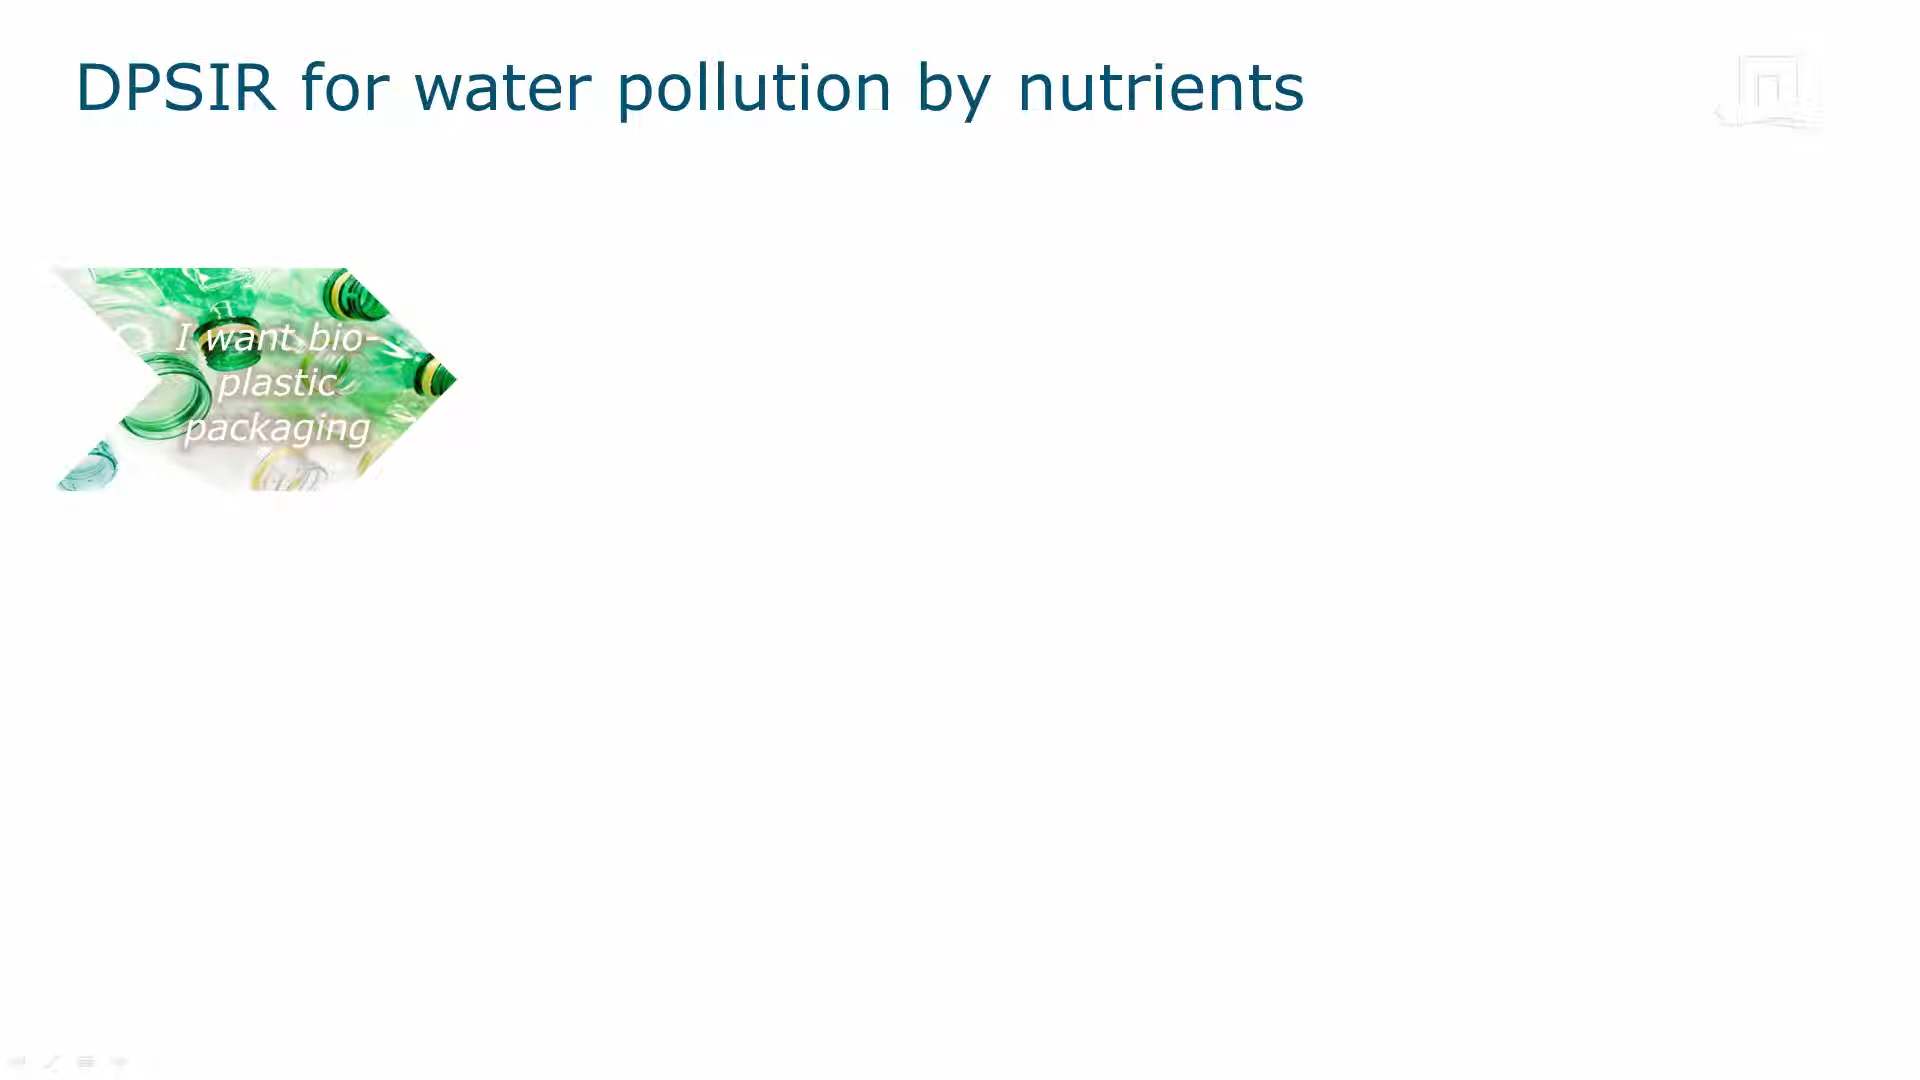 DPSIR for water pollution by nutrients
I want bio-
plastic
packaging